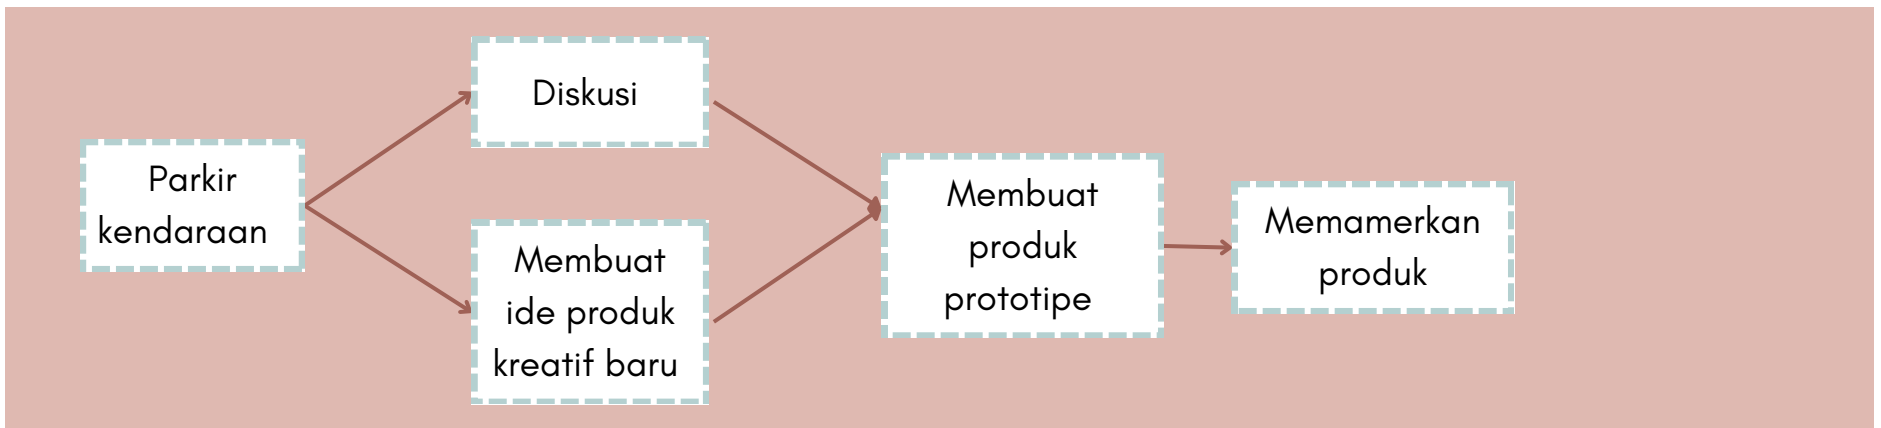 Parkir
kendaraan
Diskusi
Membuat
ide produk
kreatif baru
Membuat
produk
prototipe
Memamerkan
produk